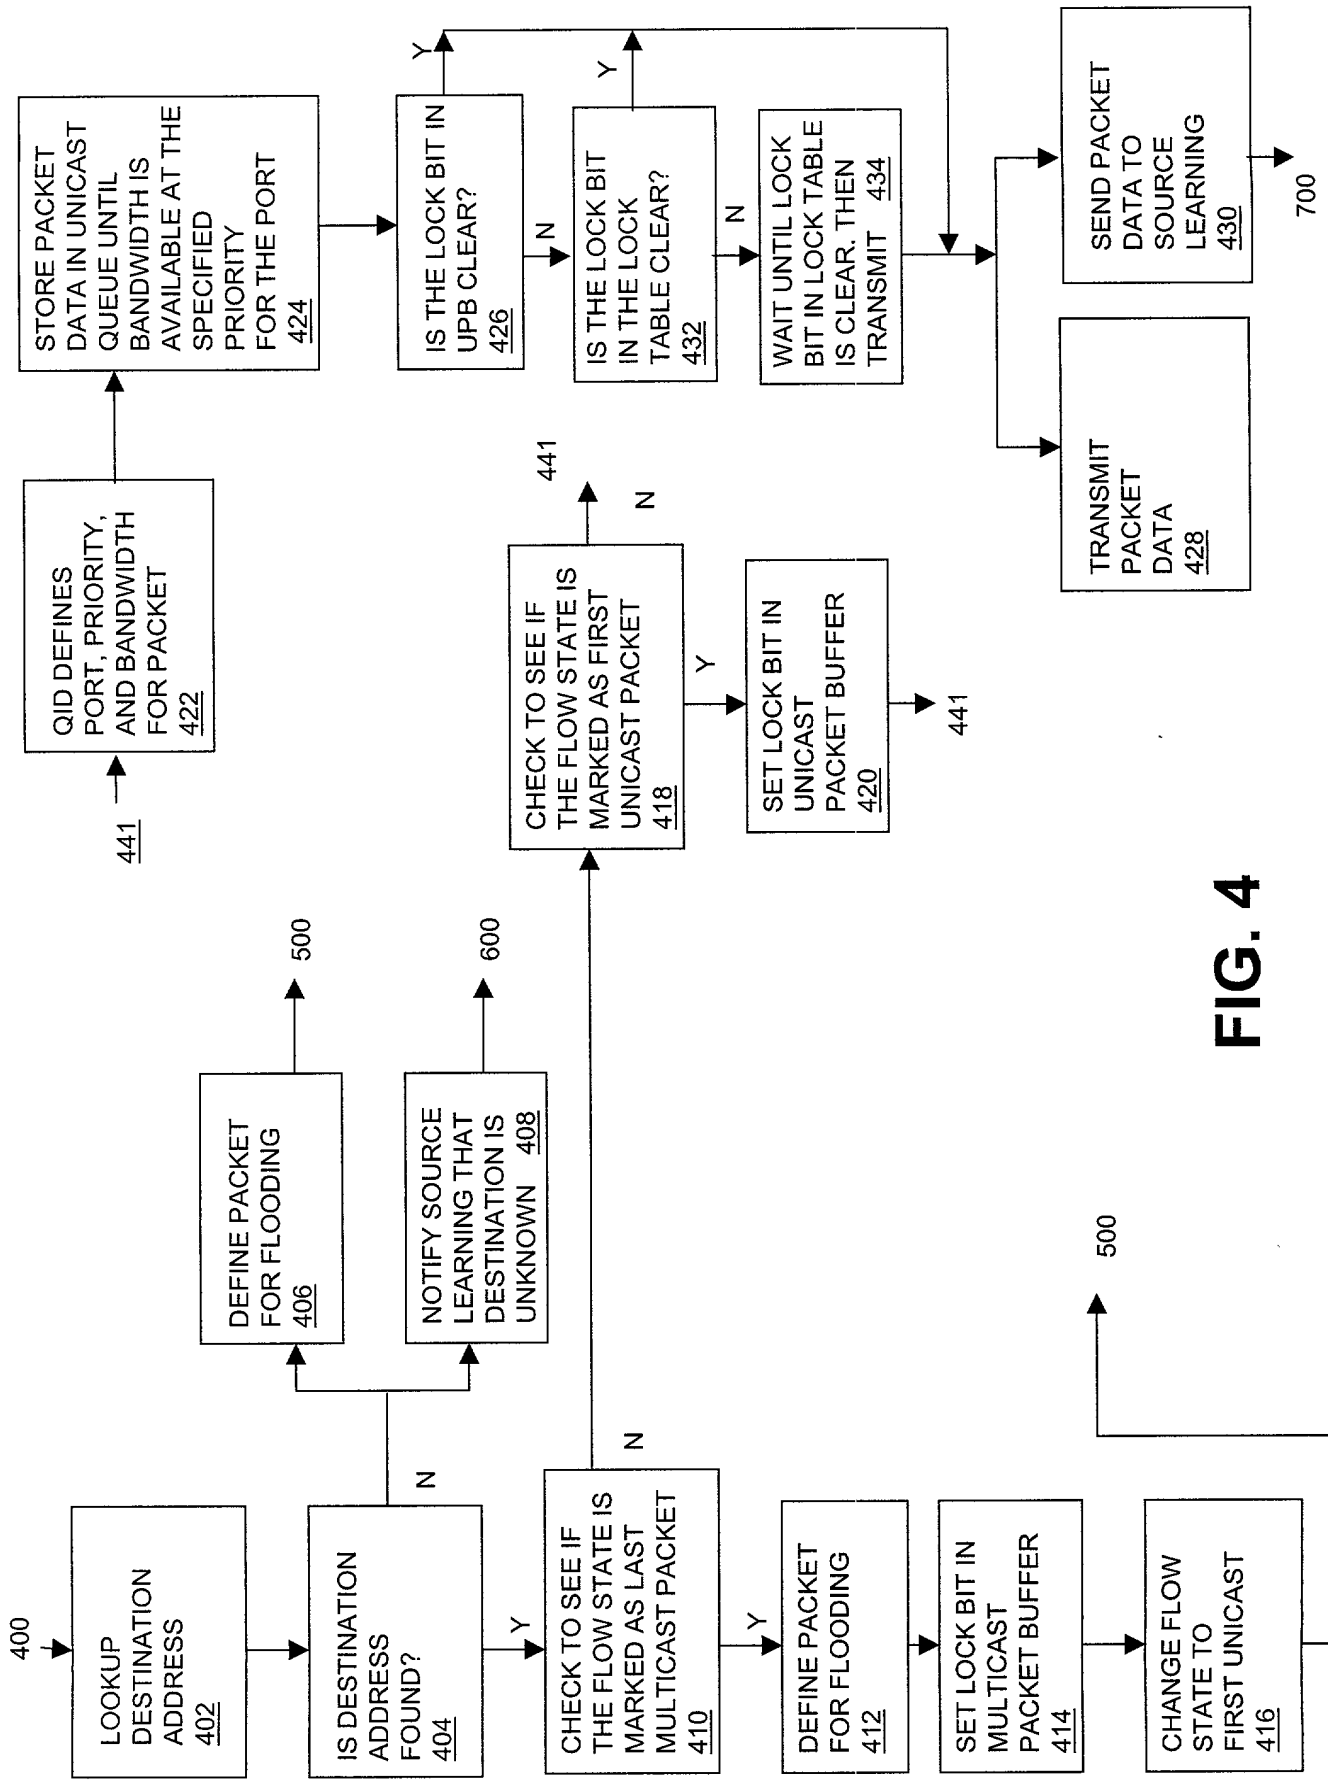 400
LOOKUP
DESTINATION
ADDRESS
402
IS DESTINATION
ADDRESS
FOUND?
404
N
Y
DEFINE PACKET
FOR FLOODING
406
500
NOTIFY SOURCE
LEARNING THAT
DESTINATION IS
UNKNOWN 408
600
CHECK TO SEE IF
THE FLOW STATE IS
MARKED AS LAST
MULTICAST PACKET
410
N
Y
DEFINE PACKET
FOR FLOODING
412
SET LOCK BIT IN
MULTICAST
PACKET BUFFER
414
CHANGE FLOW
STATE TO
FIRST UNICAST
416
500
CHECK TO SEE IF
THE FLOW STATE IS
MARKED AS FIRST
UNICAST PACKET
418
N
441
Y
SET LOCK BIT IN
UNICAST
PACKET BUFFER
420
441
441
QID DEFINES
PORT, PRIORITY,
AND BANDWIDTH
FOR PACKET
422
STORE PACKET
DATA IN UNICAST
QUEUE UNTIL
BANDWIDTH IS
AVAILABLE AT THE
SPECIFIED
PRIORITY
FOR THE PORT
424
IS THE LOCK BIT IN
UPB CLEAR?
426
Y
N
IS THE LOCK BIT
IN THE LOCK
TABLE CLEAR?
432
Y
N
WAIT UNTIL LOCK
BIT IN LOCK TABLE
IS CLEAR. THEN
TRANSMIT 434
TRANSMIT
PACKET
DATA
428
SEND PACKET
DATA TO
SOURCE
LEARNING
430
700
FIG. 4